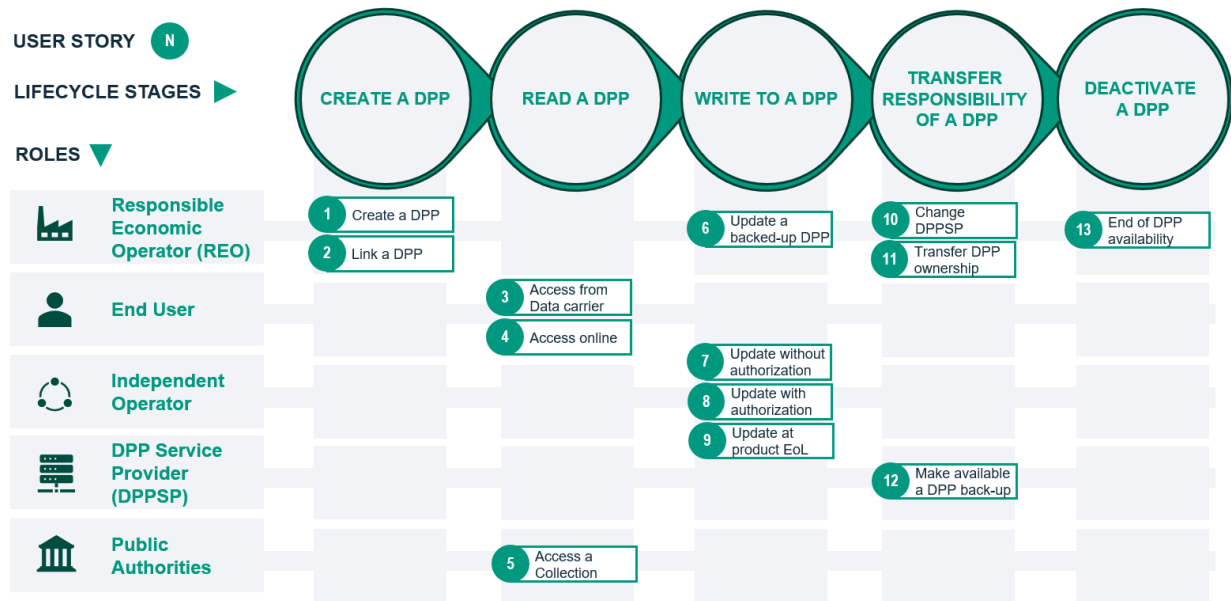 USER STORY N
LIFECYCLE STAGES
ROLES
CREATE A DPP
READ A DPP
WRITE TO A DPP
TRANSFER
RESPONSIBILITY
OF A DPP
DEACTIVATE
A DPP
Responsible
Economic
Operator (REO)
1 Create a DPP
2 Link a DPP
6 Update a
backed-up DPP
10 Change
DPPSP
11 Transfer DPP
ownership
13 End of DPP
availability
End User
3 Access from
Data carrier
4 Access online
Independent
Operator
7 Update without
authorization
8 Update with
authorization
9 Update at
product EoL
DPP Service
Provider
(DPPSP)
12 Make available
a DPP back-up
Public
Authorities
5 Access a
Collection